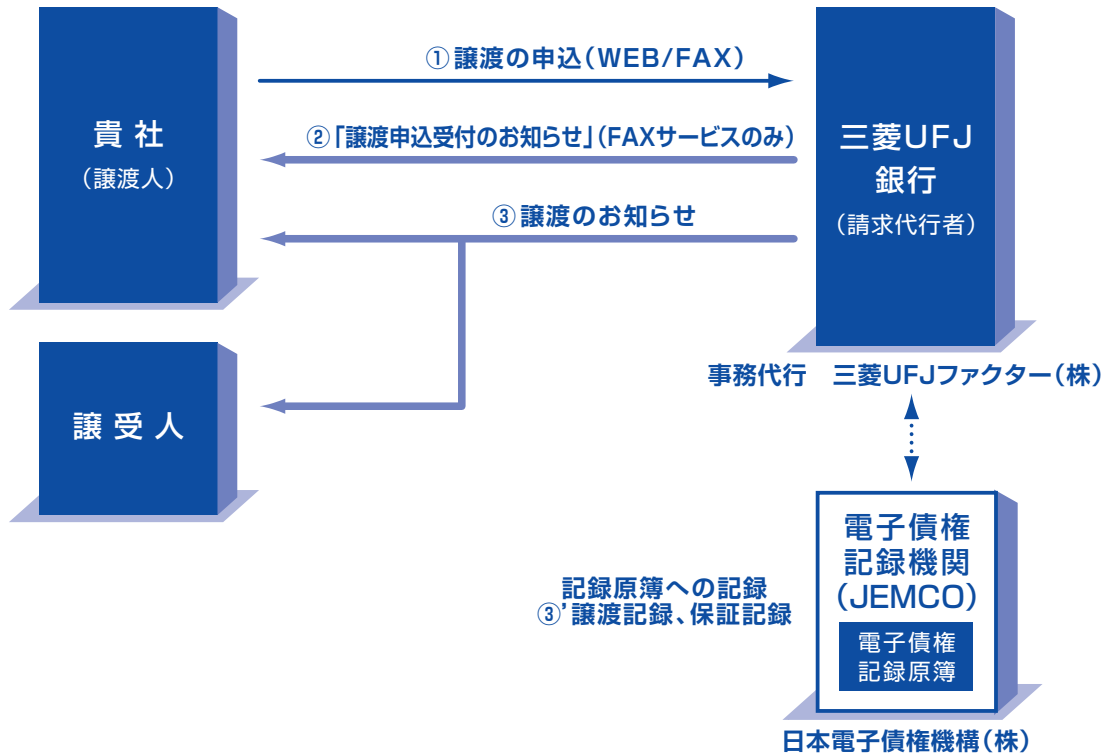 ①譲渡の申込(WEB/FAX)
貴社
(譲渡人)
②「譲渡申込受付のお知らせ」(FAXサービスのみ)
三菱UFJ
銀行
(請求代行者)
③譲渡のお知らせ
事務代行　三菱UFJファクター(株)
譲受人
電子債権
記録機関
(JEMCO)
記録原簿への記録
③’譲渡記録、保証記録
電子債権
記録原簿
日本電子債権機構(株)